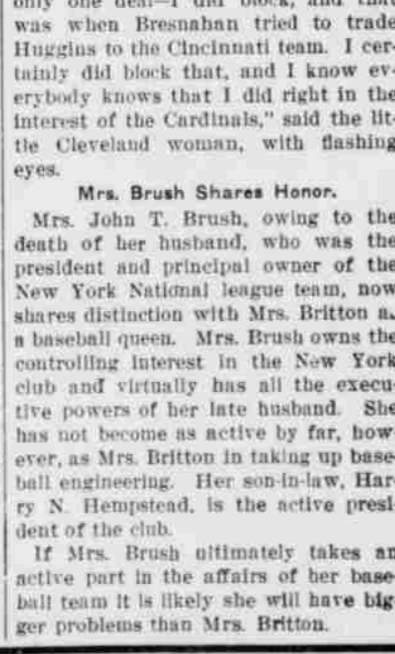 only one deal—I did block, and that
was when Bresnahan tried to trade
Huggins to the Cincinnati team. I cer-
tainly did block that, and I know ev-
erybody knows that I did right in the
interest of the Cardinals," said the lit-
tle Cleveland woman, with flashing
eyes.
Mrs. Brush Shares Honor.
Mrs. John T. Brush, owing to the
death of her husband, who was the
president and principal owner of the
New York National league team, now
shares distinction with Mrs. Britton a
a baseball queen. Mrs. Brush owns the
controlling interest in the New York
club and virtually has all the execu
tive powers of her late husband. She
has not become as active by far, how
ever, as Mrs. Britton in taking up base
ball engineering. Her son-in-law, Har
ry N. Hempstead, is the active presi
dent of the club.
If Mrs. Brush ultimately takes an
active part in the affairs of her base
ball team it is likely she will have big
ger problems than Mrs. Britton.